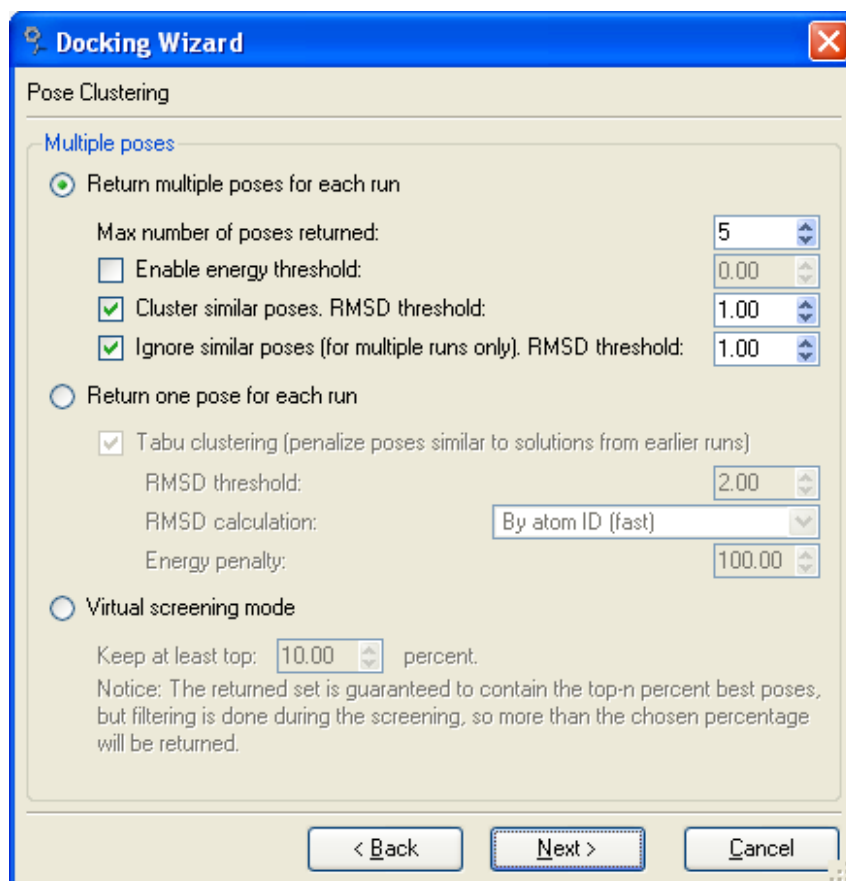 Docking Wizard
Pose Clustering
Multiple poses
Return multiple poses for each run
Max number of poses returned: 5
Enable energy threshold: 0.00
Cluster similar poses. RMSD threshold: 1.00
Ignore similar poses (for multiple runs only). RMSD threshold: 1.00
Return one pose for each run
Tabu clustering (penalize poses similar to solutions from earlier runs)
RMSD threshold: 2.00
RMSD calculation: By atom ID (fast)
Energy penalty: 100.00
Virtual screening mode
Keep at least top: 10.00 percent.
Notice: The returned set is guaranteed to contain the top-n percent best poses,
but filtering is done during the screening, so more than the chosen percentage
will be returned.
< Back Next > Cancel